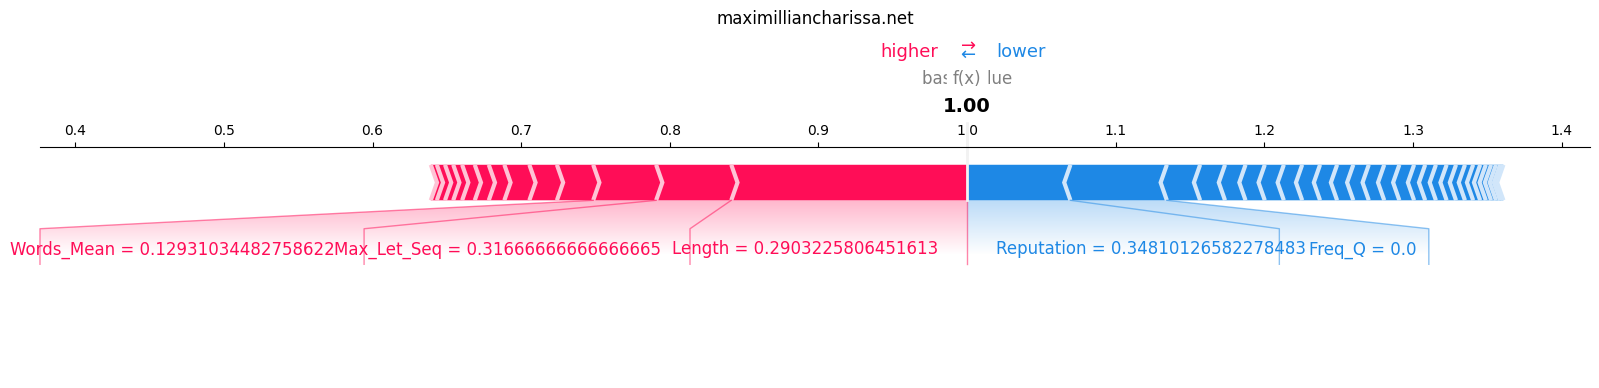 maximilliancharissa.net
higher → ← lower
bas f(x) lue
1.00
0.4 0.5 0.6 0.7 0.8 0.9 1.0 1.1 1.2 1.3 1.4
Words_Mean = 0.12931034482758622 Max_Let_Seq = 0.31666666666666665 Length = 0.2903225806451613 Reputation = 0.34810126582278483 Freq_Q = 0.0